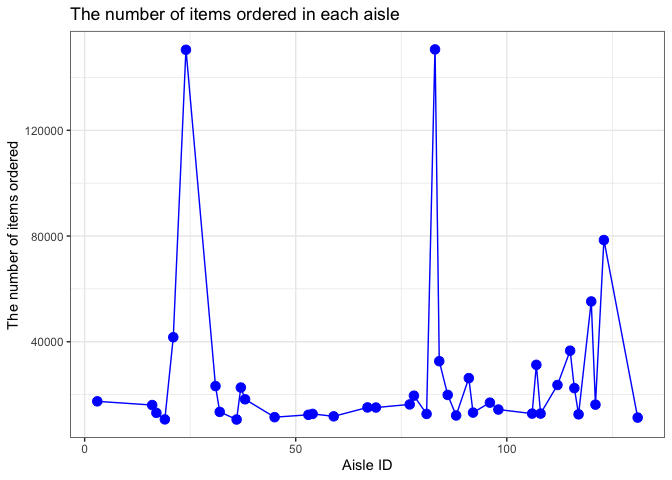 The number of items ordered in each aisle
The number of items ordered
120000
80000
40000
0
50
100
Aisle ID